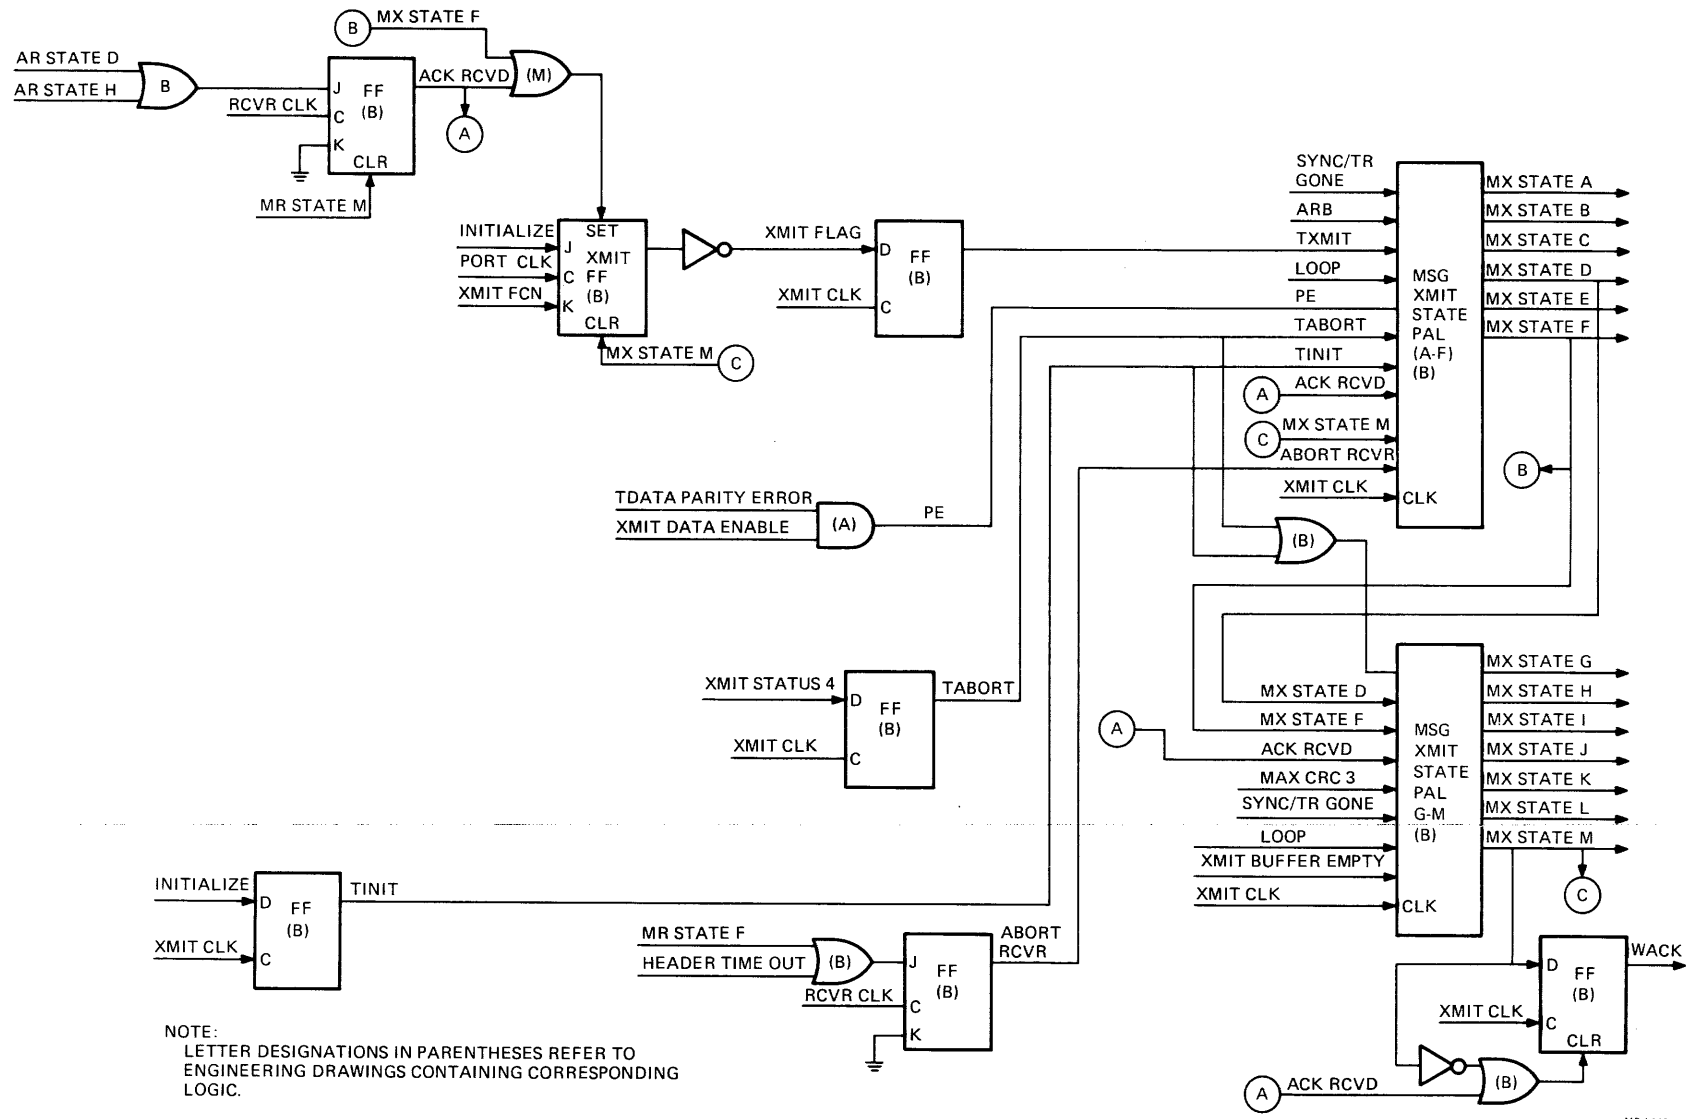 B
MX STATE F
AR STATE D
AR STATE H
B
RCVR CLK
J
C
K
FF
(B)
CLR
ACK RCVD
(M)
A
MR STATE M
INITIALIZE
PORT CLK
XMIT FCN
SET
J
XMIT
C
FF
(B)
K
CLR
MX STATE M
C
XMIT FLAG
XMIT CLK
D
FF
(B)
C
SYNC/TR
GONE
ARB
TXMIT
LOOP
PE
TABORT
TINIT
A
ACK RCVD
C
MX STATE M
ABORT RCVR
XMIT CLK
MSG
XMIT
STATE
PAL
(A-F)
(B)
CLK
MX STATE A
MX STATE B
MX STATE C
MX STATE D
MX STATE E
MX STATE F
B
TDATA PARITY ERROR
XMIT DATA ENABLE
(A)
PE
(B)
XMIT STATUS 4
XMIT CLK
D
FF
(B)
C
TABORT
A
MX STATE D
MX STATE F
ACK RCVD
MAX CRC 3
SYNC/TR GONE
LOOP
XMIT BUFFER EMPTY
XMIT CLK
MSG
XMIT
STATE
PAL
G-M
(B)
CLK
MX STATE G
MX STATE H
MX STATE I
MX STATE J
MX STATE K
MX STATE L
MX STATE M
C
INITIALIZE
XMIT CLK
D
FF
(B)
C
TINIT
MR STATE F
HEADER TIME OUT
(B)
RCVR CLK
J
FF
(B)
C
K
ABORT
RCVR
XMIT CLK
D
FF
(B)
C
CLR
WACK
A
ACK RCVD
(B)
NOTE:
LETTER DESIGNATIONS IN PARENTHESES REFER TO
ENGINEERING DRAWINGS CONTAINING CORRESPONDING
LOGIC.